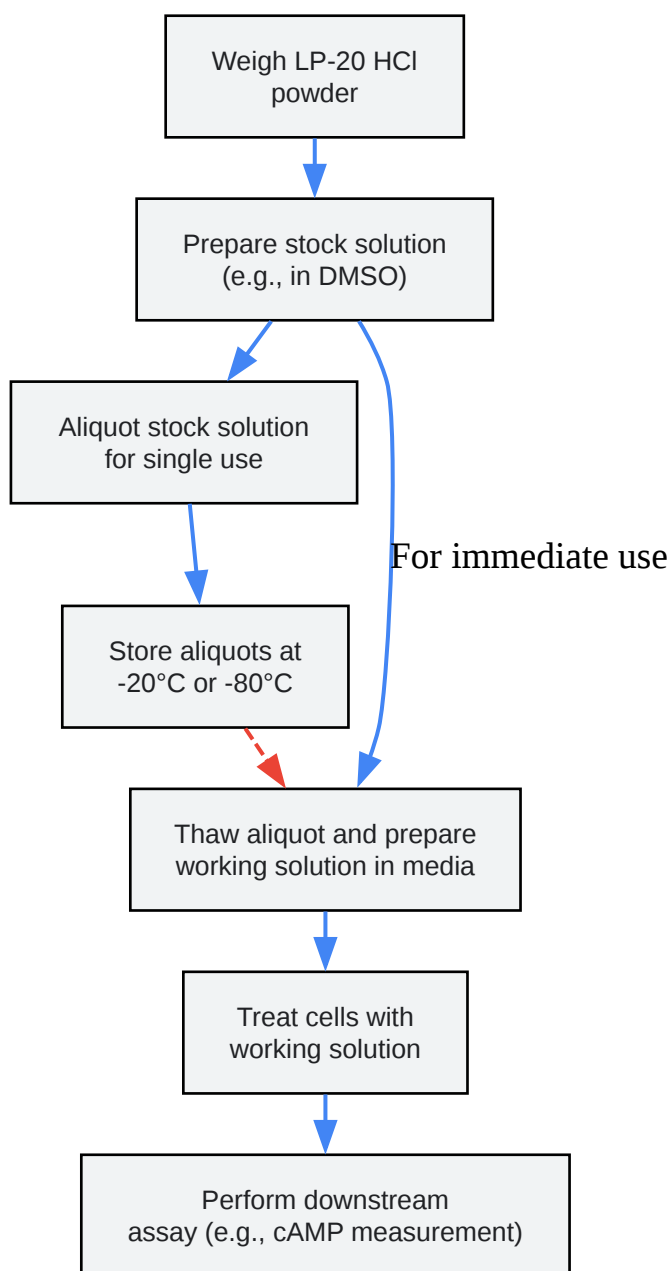 Weigh LP-20 HCl
powder
Prepare stock solution
(e.g., in DMSO)
Aliquot stock solution
for single use
For immediate use
Store aliquots at
-20°C or -80°C
Thaw aliquot and prepare
working solution in media
Treat cells with
working solution
Perform downstream
assay (e.g., cAMP measurement)